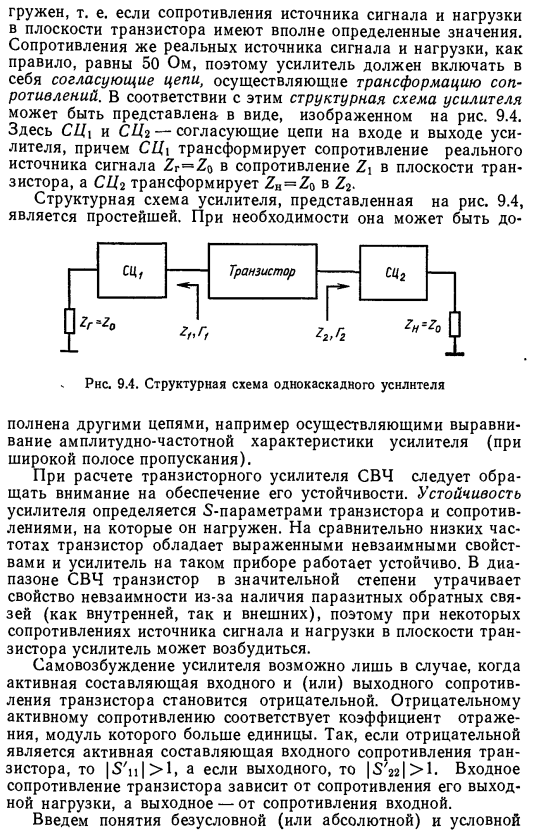 гружен, т. е. если сопротивления источника сигнала и нагрузки
в плоскости транзистора имеют вполне определенные значения.
Сопротивления же реальных источника сигнала и нагрузки, как
правило, равны 50 Ом, поэтому усилитель должен включать в
себя согласующие цепи, осуществляющие трансформацию соп-
ротивлений. В соответствии с этим структурная схема усилителя
может быть представлена в виде, изображенном на рис. 9.4.
Здесь СЦ₁ и СЦ₂ — согласующие цепи на входе и выходе уси-
лителя, причем СЦ₁ трансформирует сопротивление реального
источника сигнала Zг=Z₀ в сопротивление Z₁ в плоскости тран-
зистора, а СЦ₂ трансформирует Zн=Z₀ в Z₂.
Структурная схема усилителя, представленная на рис. 9.4,
является простейшей. При необходимости она может быть до-
СЦ₁
Транзистор
СЦ₂
Zг=Z₀
Z₁,Г₁
Z₂,Г₂
Zн=Z₀
Рис. 9.4. Структурная схема однокаскадного усилителя
полнена другими цепями, например осуществляющими выравни-
вание амплитудно-частотной характеристики усилителя (при
широкой полосе пропускания).
При расчете транзисторного усилителя СВЧ следует обра-
щать внимание на обеспечение его устойчивости. Устойчивость
усилителя определяется S-параметрами транзистора и сопротив-
лениями, на которые он нагружен. На сравнительно низких час-
тотах транзистор обладает выраженными невзаимными свойст-
вами и усилитель на таком приборе работает устойчиво. В диа-
пазоне СВЧ транзистор в значительной степени утрачивает
свойство невзаимности из-за наличия паразитных обратных свя-
зей (как внутренней, так и внешних), поэтому при некоторых
сопротивлениях источника сигнала и нагрузки в плоскости тран-
зистора усилитель может возбудиться.
Самовозбуждение усилителя возможно лишь в случае, когда
активная составляющая входного и (или) выходного сопротив-
ления транзистора становится отрицательной. Отрицательному
активному сопротивлению соответствует коэффициент отраже-
ния, модуль которого больше единицы. Так, если отрицательной
является активная составляющая входного сопротивления тран-
зистора, то |S'₁₁|>1, а если выходного, то |S'₂₂|>1. Входное
сопротивление транзистора зависит от сопротивления его выход-
ной нагрузки, а выходное — от сопротивления входной.
Введем понятия безусловной (или абсолютной) и условной